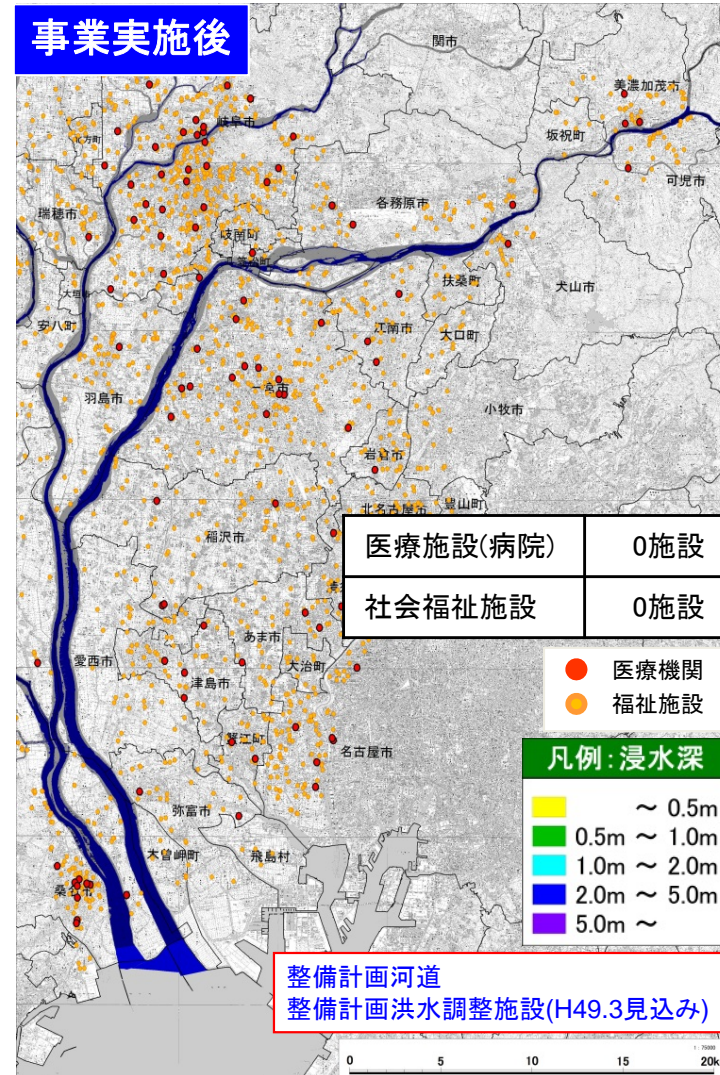 事業実施後
関市
美濃加茂市
岐阜市
坂祝町
北方町
可児市
各務原市
瑞穂市
岐南町
扶桑町
犬山市
大垣市
安八町
江南市
大口町
一宮市
羽島市
小牧市
岩倉市
北名古屋市
豊山町
稲沢市
医療施設(病院) 0施設
社会福祉施設 0施設
あま市
愛西市
大治町
津島市
医療機関
福祉施設
蟹江町
名古屋市
凡例:浸水深
～ 0.5m
0.5m ～ 1.0m
1.0m ～ 2.0m
2.0m ～ 5.0m
5.0m ～
弥富市
木曽岬町
飛島村
桑名市
整備計画河道
整備計画洪水調整施設(H49.3見込み)
0 5 10 15 20k